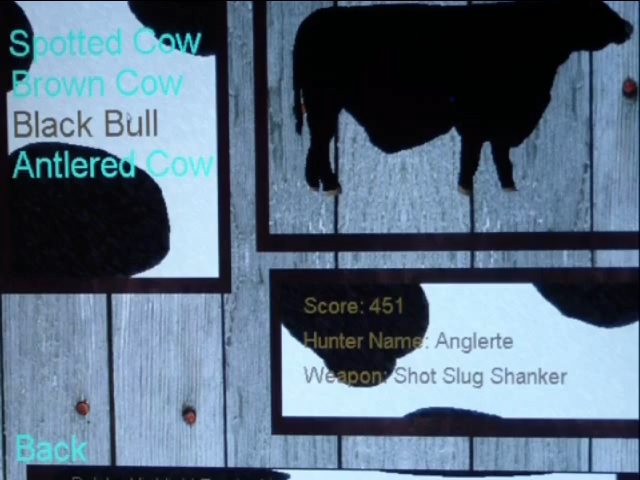 Spotted Cow
Brown Cow
Black Bull
Antlered Cow
Score: 451
Hunter Name: Anglerte
Weapon: Shot Slug Shanker
Back